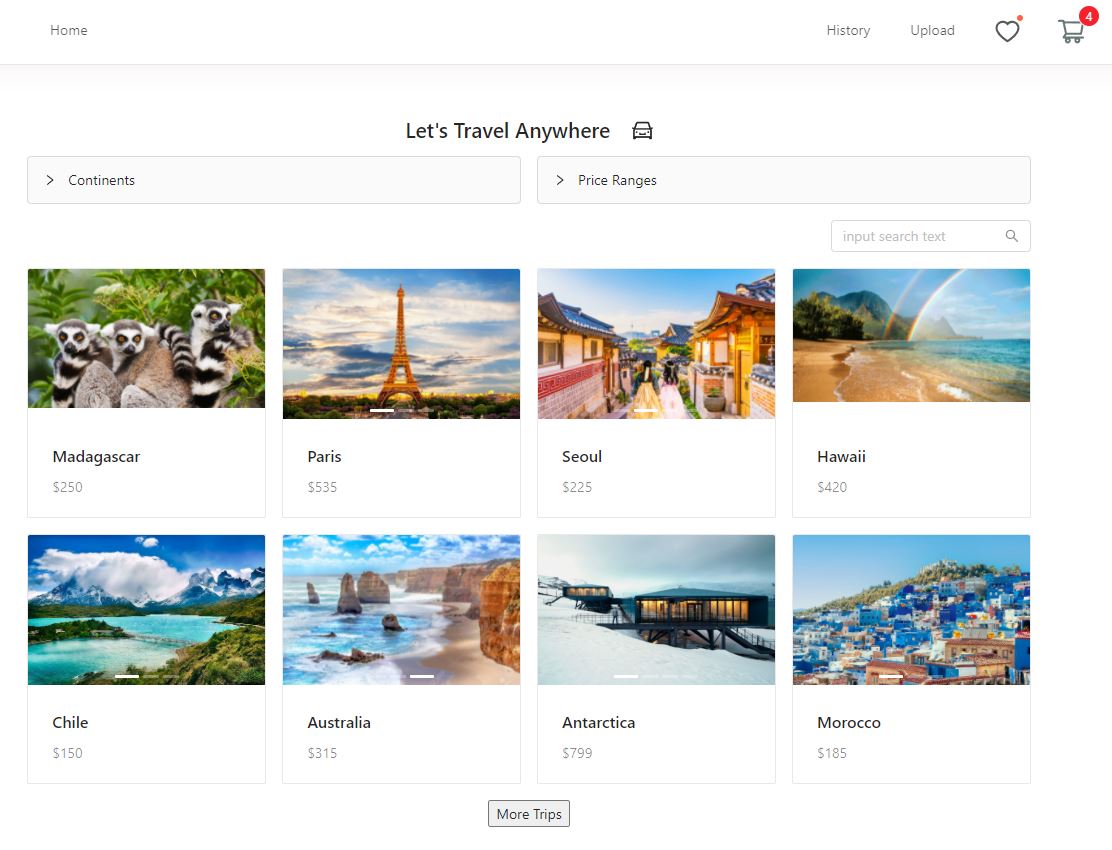 Home
History
Upload
4
Let's Travel Anywhere
Continents
Price Ranges
input search text
Madagascar
$250
Paris
$535
Seoul
$225
Hawaii
$420
Chile
$150
Australia
$315
Antarctica
$799
Morocco
$185
More Trips